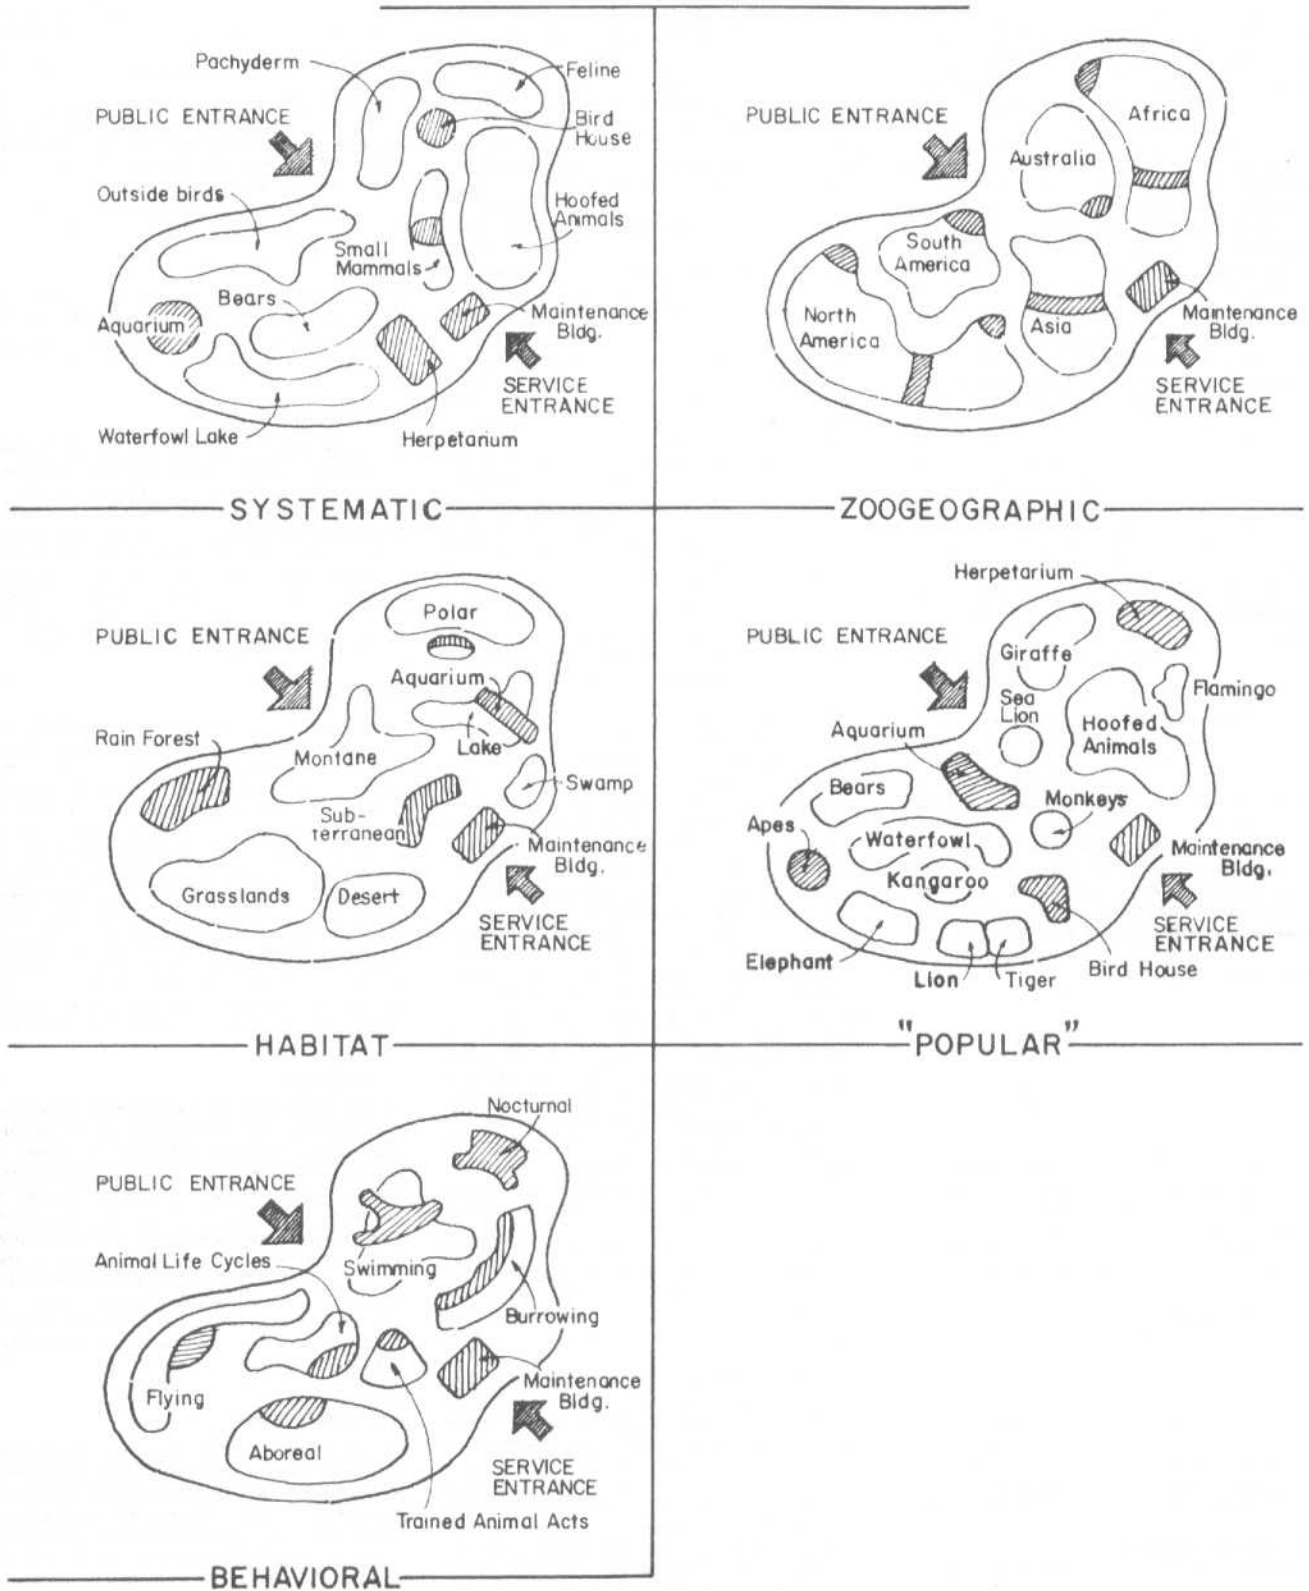 Pachyderm
Feline
PUBLIC ENTRANCE
Bird
House
Outside birds
Hoofed
Animals
Small
Mammals
Bears
Aquarium
Maintenance
Bldg.
SERVICE
ENTRANCE
Waterfowl Lake
Herpetarium
SYSTEMATIC
PUBLIC ENTRANCE
Africa
Australia
South
America
North
America
Asia
Maintenance
Bldg.
SERVICE
ENTRANCE
ZOOGEOGRAPHIC
Polar
PUBLIC ENTRANCE
Aquarium
Rain Forest
Montane
Lake
Swamp
Sub-
terranean
Maintenance
Bldg.
Grasslands
Desert
SERVICE
ENTRANCE
HABITAT
Herpetarium
PUBLIC ENTRANCE
Giraffe
Flamingo
Sea
Lion
Hoofed
Animals
Aquarium
Bears
Monkeys
Apes
Waterfowl
Maintenance
Bldg.
Kangaroo
SERVICE
ENTRANCE
Elephant
Lion
Tiger
Bird House
"POPULAR"
Nocturnal
PUBLIC ENTRANCE
Animal Life Cycles
Swimming
Burrowing
Flying
Maintenance
Bldg.
Aboreal
SERVICE
ENTRANCE
Trained Animal Acts
BEHAVIORAL